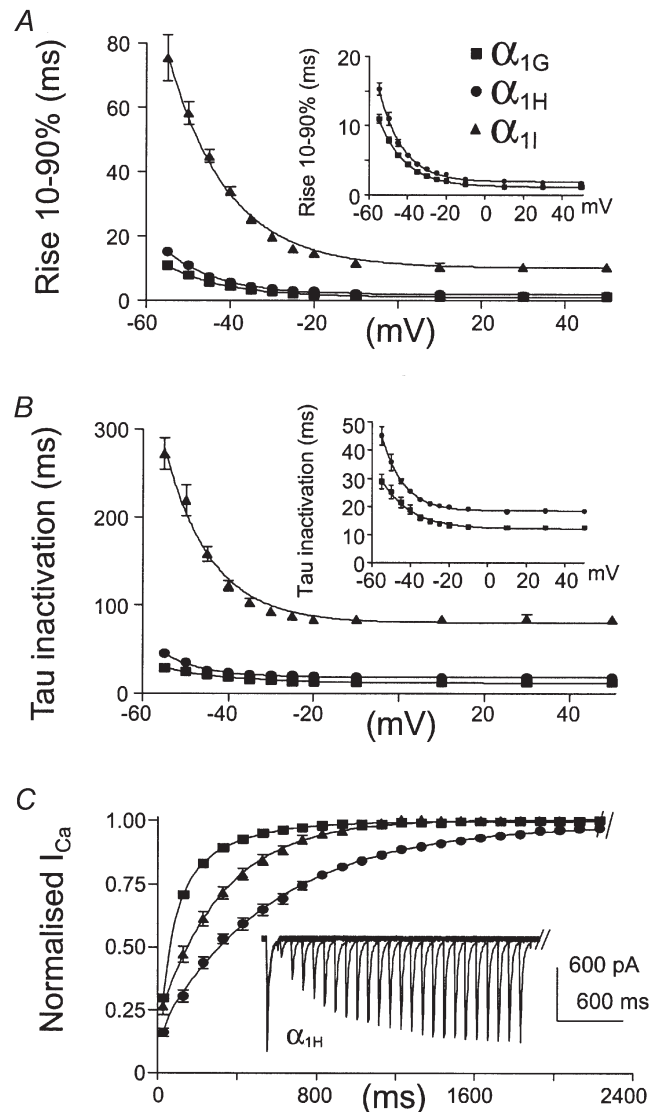 A
Rise 10-90% (ms)
80
60
40
20
0
-60
-40
-20
20
40
(mV)
Rise 10-90% (ms)
20
10
0
-60
-40
-20
0
20
40
mV
α1G
α1H
α1I
B
Tau inactivation (ms)
300
200
100
0
-60
-40
-20
20
40
(mV)
Tau inactivation (ms)
50
40
30
20
10
0
-60
-40
-20
0
20
40
mV
C
Normalised ICa
1.00
0.75
0.50
0.25
0
0
800
1600
2400
(ms)
α1H
600 pA
600 ms